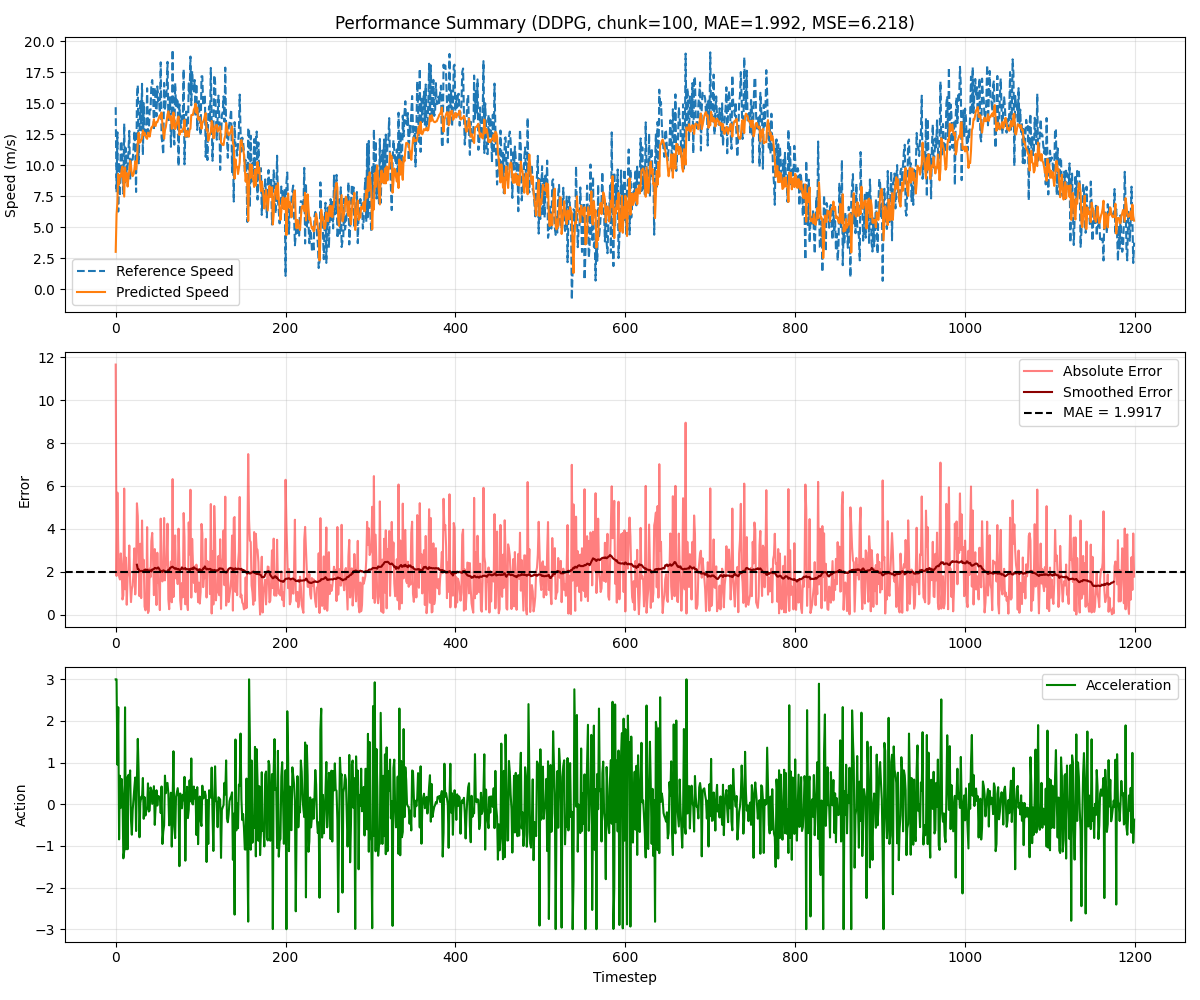 Performance Summary (DDPG, chunk=100, MAE=1.992, MSE=6.218)
20.0
17.5
15.0
12.5
10.0
7.5
5.0
2.5
0.0
Speed (m/s)
Reference Speed
Predicted Speed
0 200 400 600 800 1000 1200
12
10
8
6
4
2
0
Error
Absolute Error
Smoothed Error
MAE = 1.9917
0 200 400 600 800 1000 1200
3
2
1
0
−1
−2
−3
Action
Acceleration
0 200 400 600 800 1000 1200
Timestep